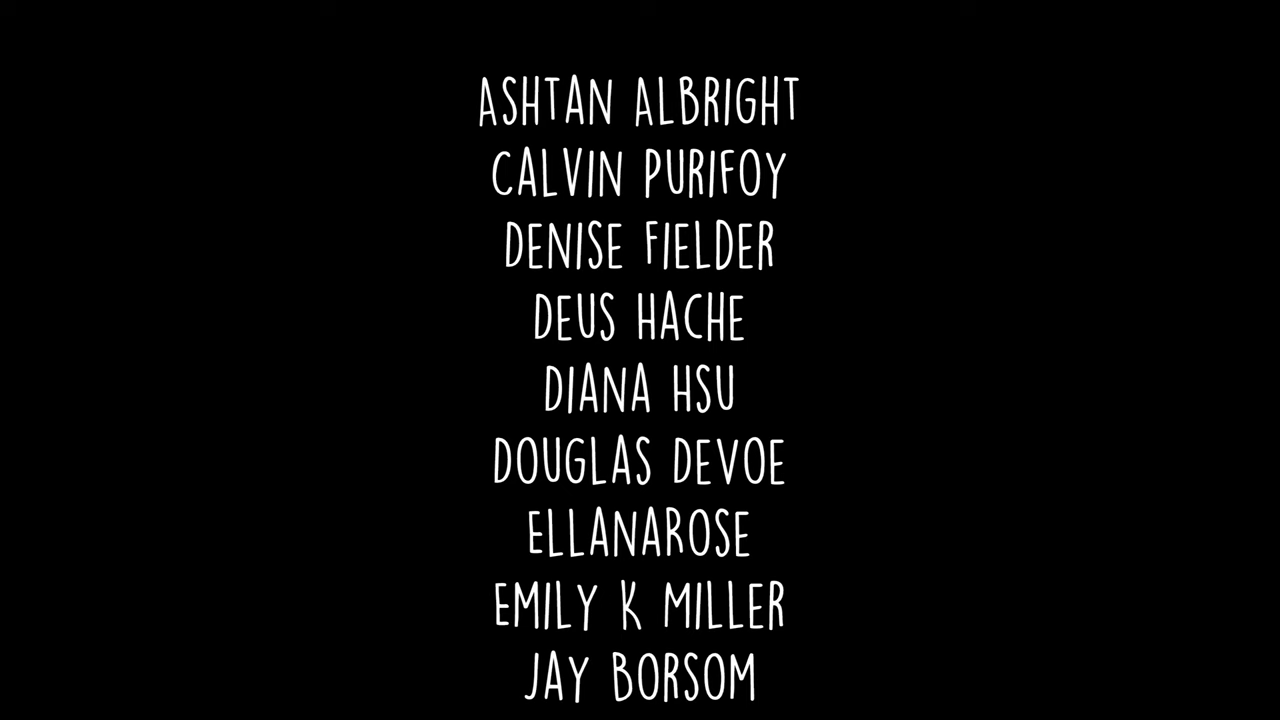 ASHTAN ALBRIGHT
CALVIN PURIFOY
DENISE FIELDER
DEUS HACHE
DIANA HSU
DOUGLAS DEVOE
ELLANAROSE
EMILY K MILLER
JAY BORSOM